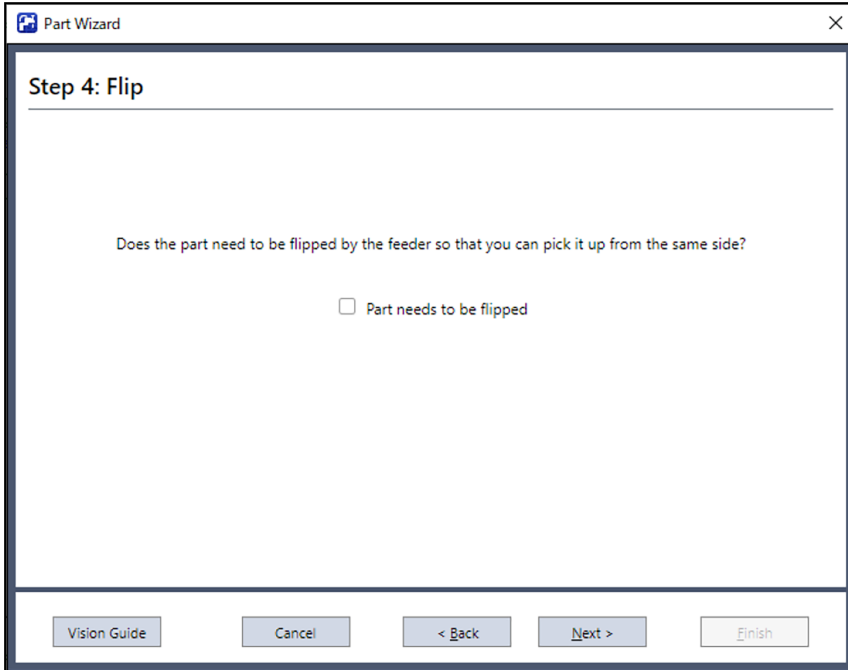 Part Wizard
Step 4: Flip
Does the part need to be flipped by the feeder so that you can pick it up from the same side?
Part needs to be flipped
Vision Guide
Cancel
< Back
Next >
Finish